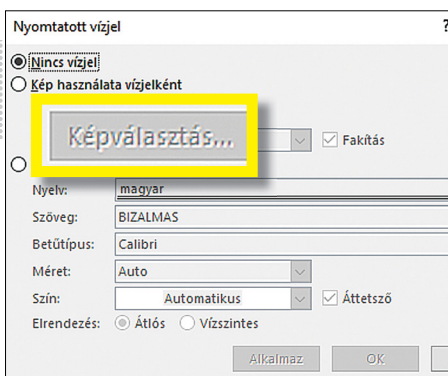 Nyomtatott vízjel
?
Nincs vízjel
Kép használata vízjelként
Képválasztás...
Fakítás
Nyelv: magyar
Szöveg: BIZALMAS
Betűtípus: Calibri
Méret: Auto
Szín: Automatikus Áttetsző
Elrendezés: Átlós Vízszintes
Alkalmaz OK